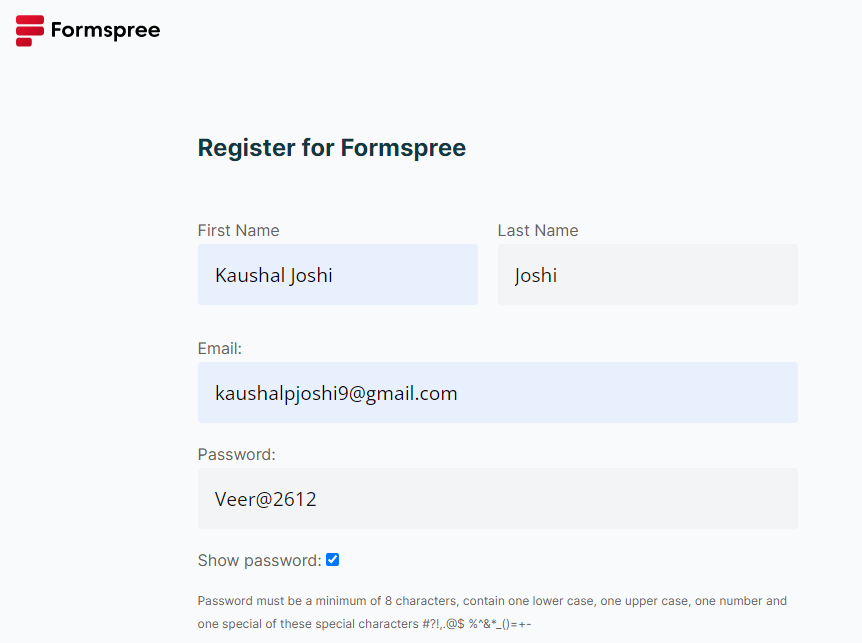 Formspree
Register for Formspree
First Name
Last Name
Kaushal Joshi
Joshi
Email:
kaushalpjoshi9@gmail.com
Password:
Veer@2612
Show password:
Password must be a minimum of 8 characters, contain one lower case, one upper case, one number and
one special of these special characters #?!,.@$ %^&*_()=+-